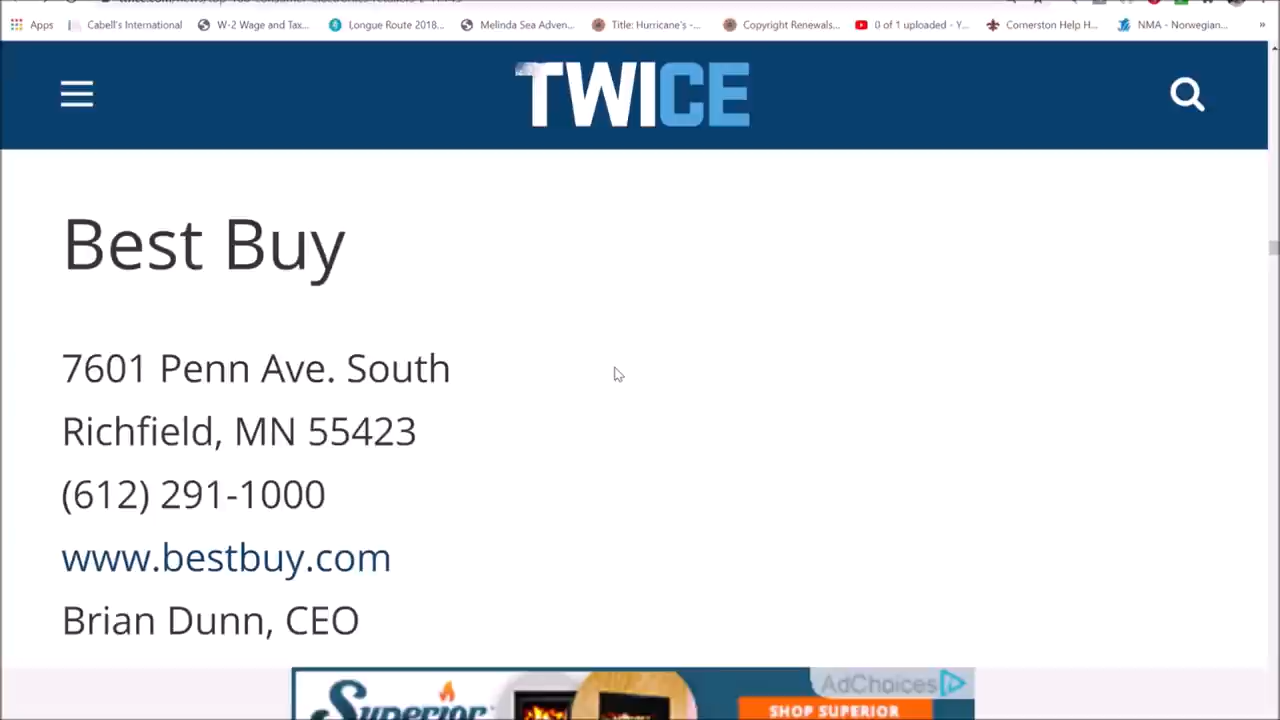 Apps Cabell's International W-2 Wage and Tax... Longue Route 2018... Melinda Sea Adven... Title: Hurricane's -... Copyright Renewals... 0 of 1 uploaded - Y... Cornerston Help H... NMA - Norwegian... »
TWICE
Best Buy
7601 Penn Ave. South
Richfield, MN 55423
(612) 291-1000
www.bestbuy.com
Brian Dunn, CEO
AdChoices
Superior
SHOP SUPERIOR